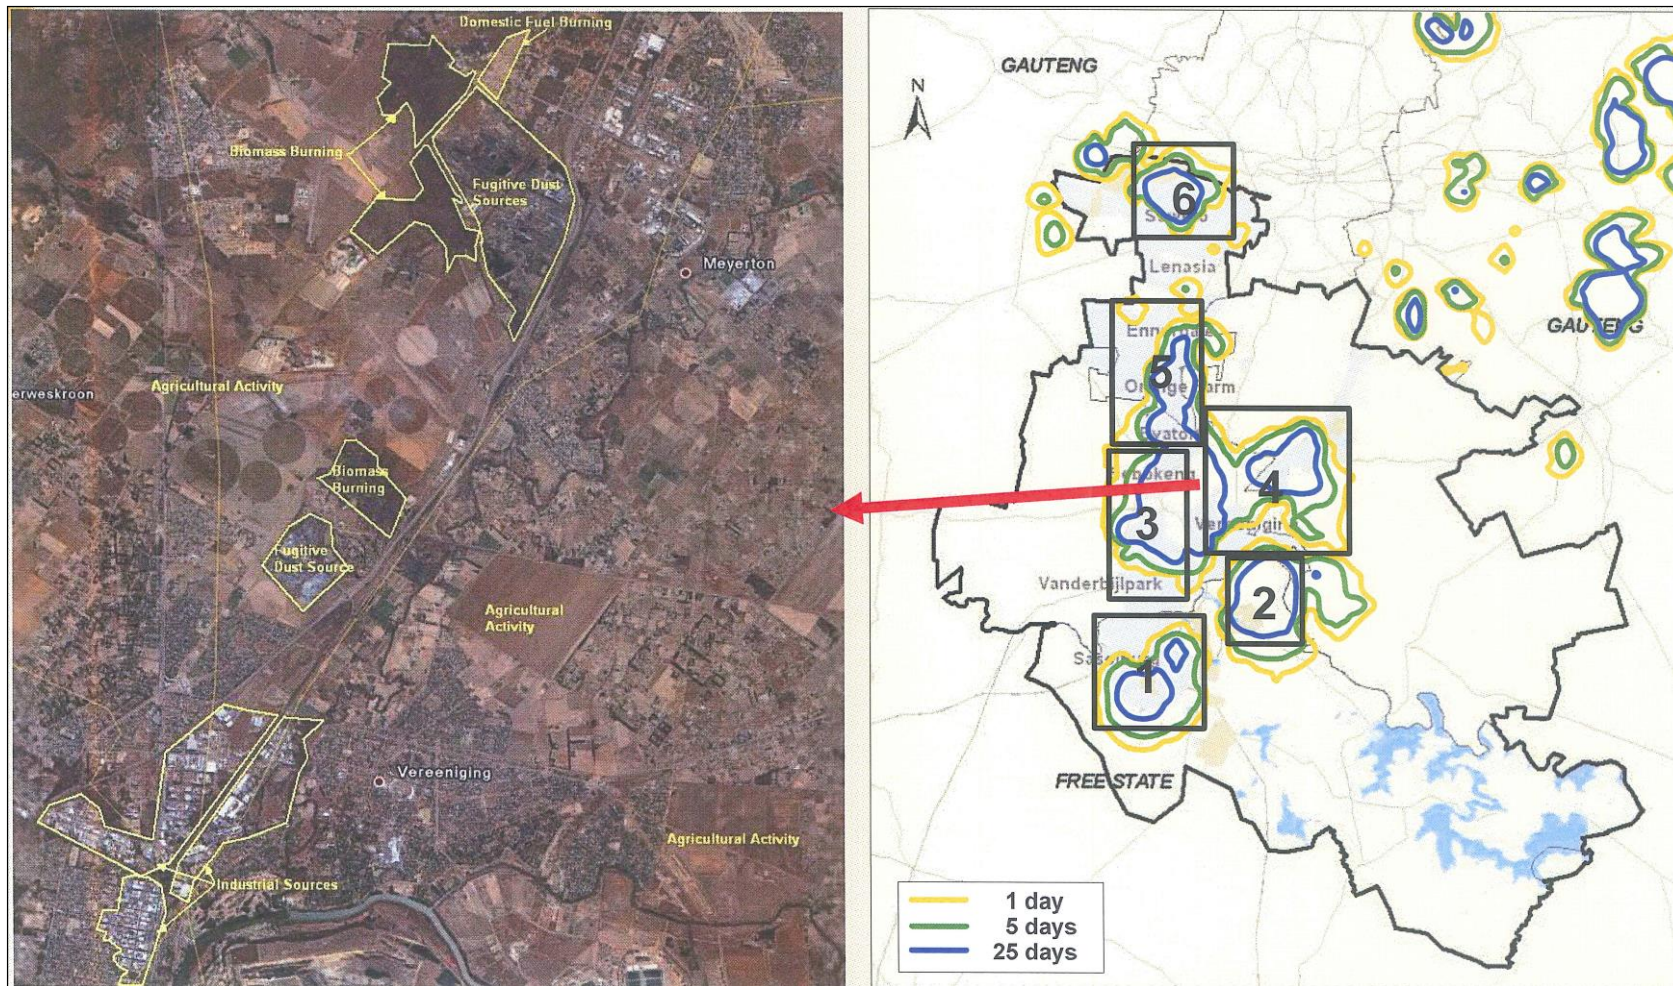 Domestic Fuel Burning
Biomass Burning
Fugitive Dust
Sources
Meyerton
Agricultural Activity
erweskroon
Biomass
Burning
Fugitive
Dust Source
Agricultural
Activity
Vereeniging
Agricultural Activity
Industrial Sources
GAUTENG
N
6
Lenasia
GAUTENG
5
4
3
Vanderbijlpark
2
1
FREE STATE
1 day
5 days
25 days